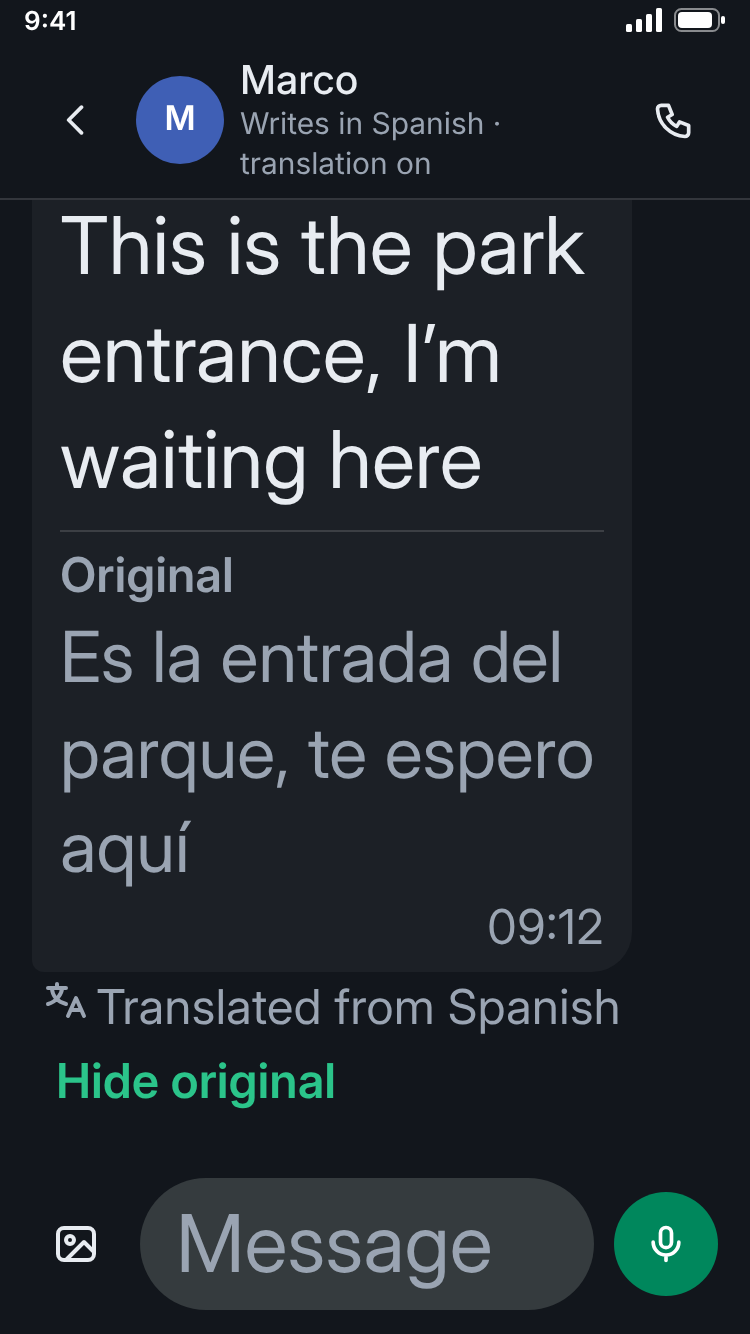 9:41
M
Marco
Writes in Spanish ·
translation on
This is the park
entrance, I’m
waiting here
Original
Es la entrada del
parque, te espero
aquí
09:12
Translated from Spanish
Hide original
Message